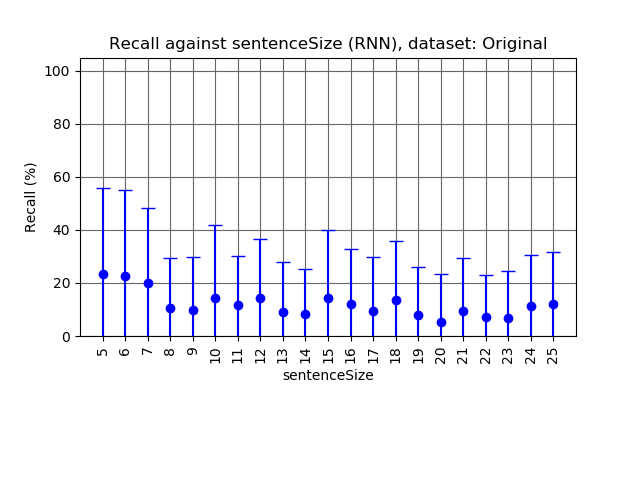 Recall against sentenceSize (RNN), dataset: Original
100
80
60
40
20
0
Recall (%)
5 6 7 8 9 10 11 12 13 14 15 16 17 18 19 20 21 22 23 24 25
sentenceSize